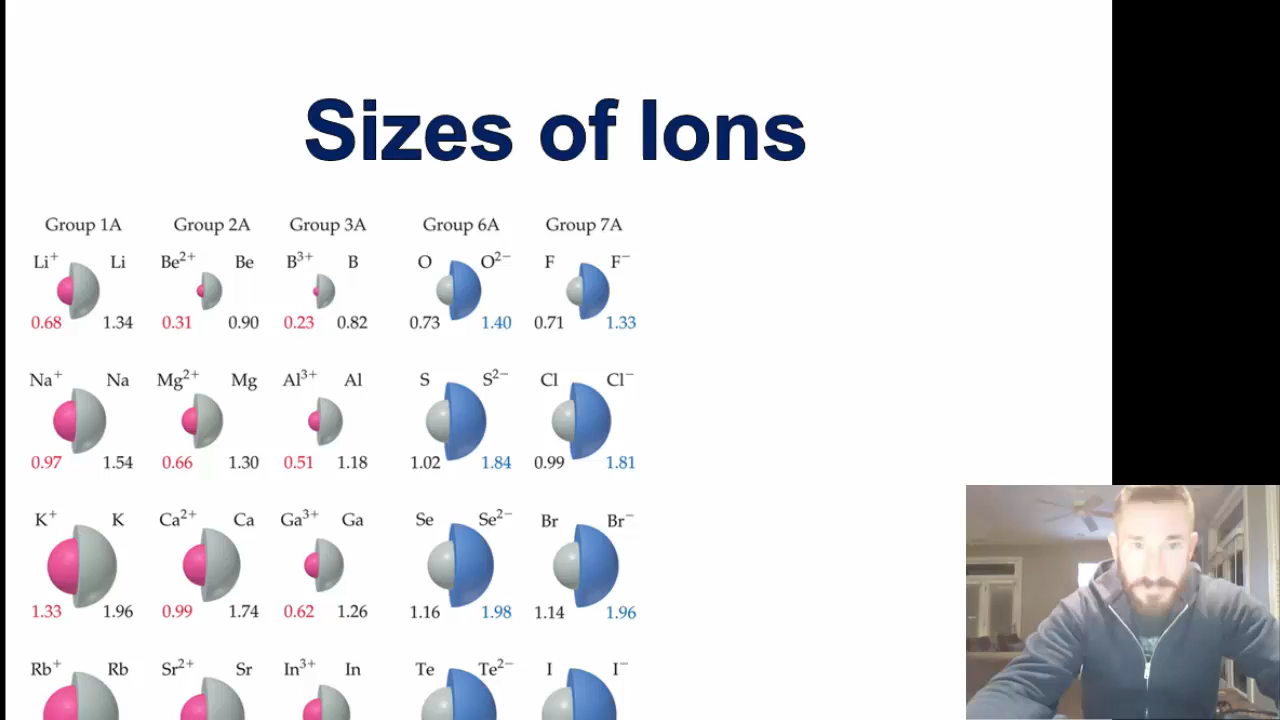 Sizes of Ions
Group 1A Group 2A Group 3A Group 6A Group 7A
Li⁺ Li Be²⁺ Be B³⁺ B O O²⁻ F F⁻
0.68 1.34 0.31 0.90 0.23 0.82 0.73 1.40 0.71 1.33
Na⁺ Na Mg²⁺ Mg Al³⁺ Al S S²⁻ Cl Cl⁻
0.97 1.54 0.66 1.30 0.51 1.18 1.02 1.84 0.99 1.81
K⁺ K Ca²⁺ Ca Ga³⁺ Ga Se Se²⁻ Br Br⁻
1.33 1.96 0.99 1.74 0.62 1.26 1.16 1.98 1.14 1.96
Rb⁺ Rb Sr²⁺ Sr In³⁺ In Te Te²⁻ I I⁻